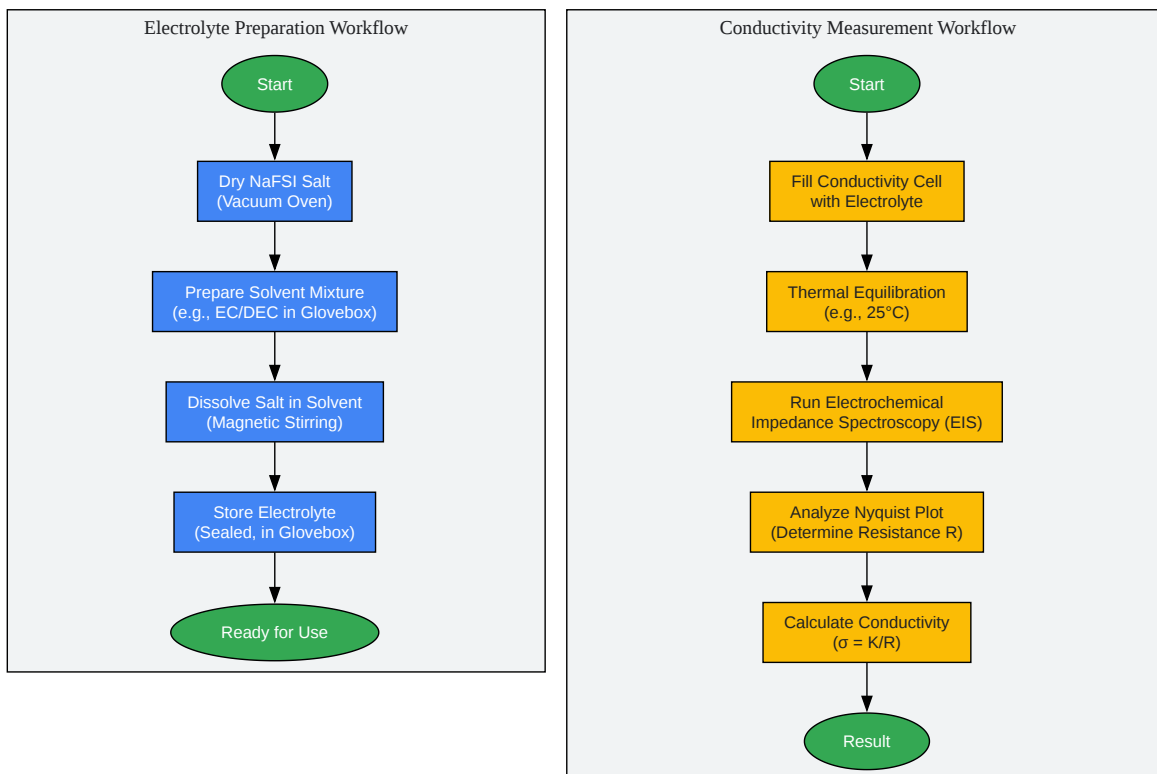 Electrolyte Preparation Workflow
Start
Dry NaFSI Salt
(Vacuum Oven)
Prepare Solvent Mixture
(e.g., EC/DEC in Glovebox)
Dissolve Salt in Solvent
(Magnetic Stirring)
Store Electrolyte
(Sealed, in Glovebox)
Ready for Use
Conductivity Measurement Workflow
Start
Fill Conductivity Cell
with Electrolyte
Thermal Equilibration
(e.g., 25°C)
Run Electrochemical
Impedance Spectroscopy (EIS)
Analyze Nyquist Plot
(Determine Resistance R)
Calculate Conductivity
(σ = K/R)
Result